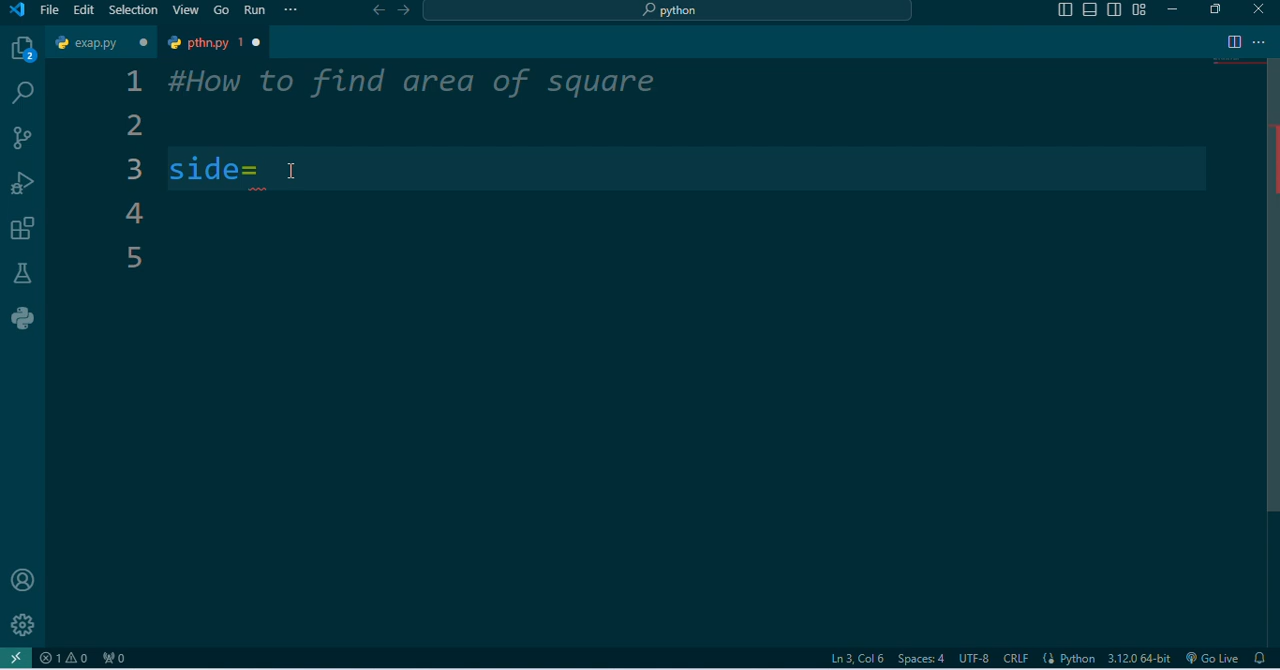 File Edit Selection View Go Run ··· python
exap.py pthn.py 1
2
1 #How to find area of square
2
3 side=
4
5
1 0 0 Ln 3, Col 6 Spaces: 4 UTF-8 CRLF Python 3.12.0 64-bit Go Live